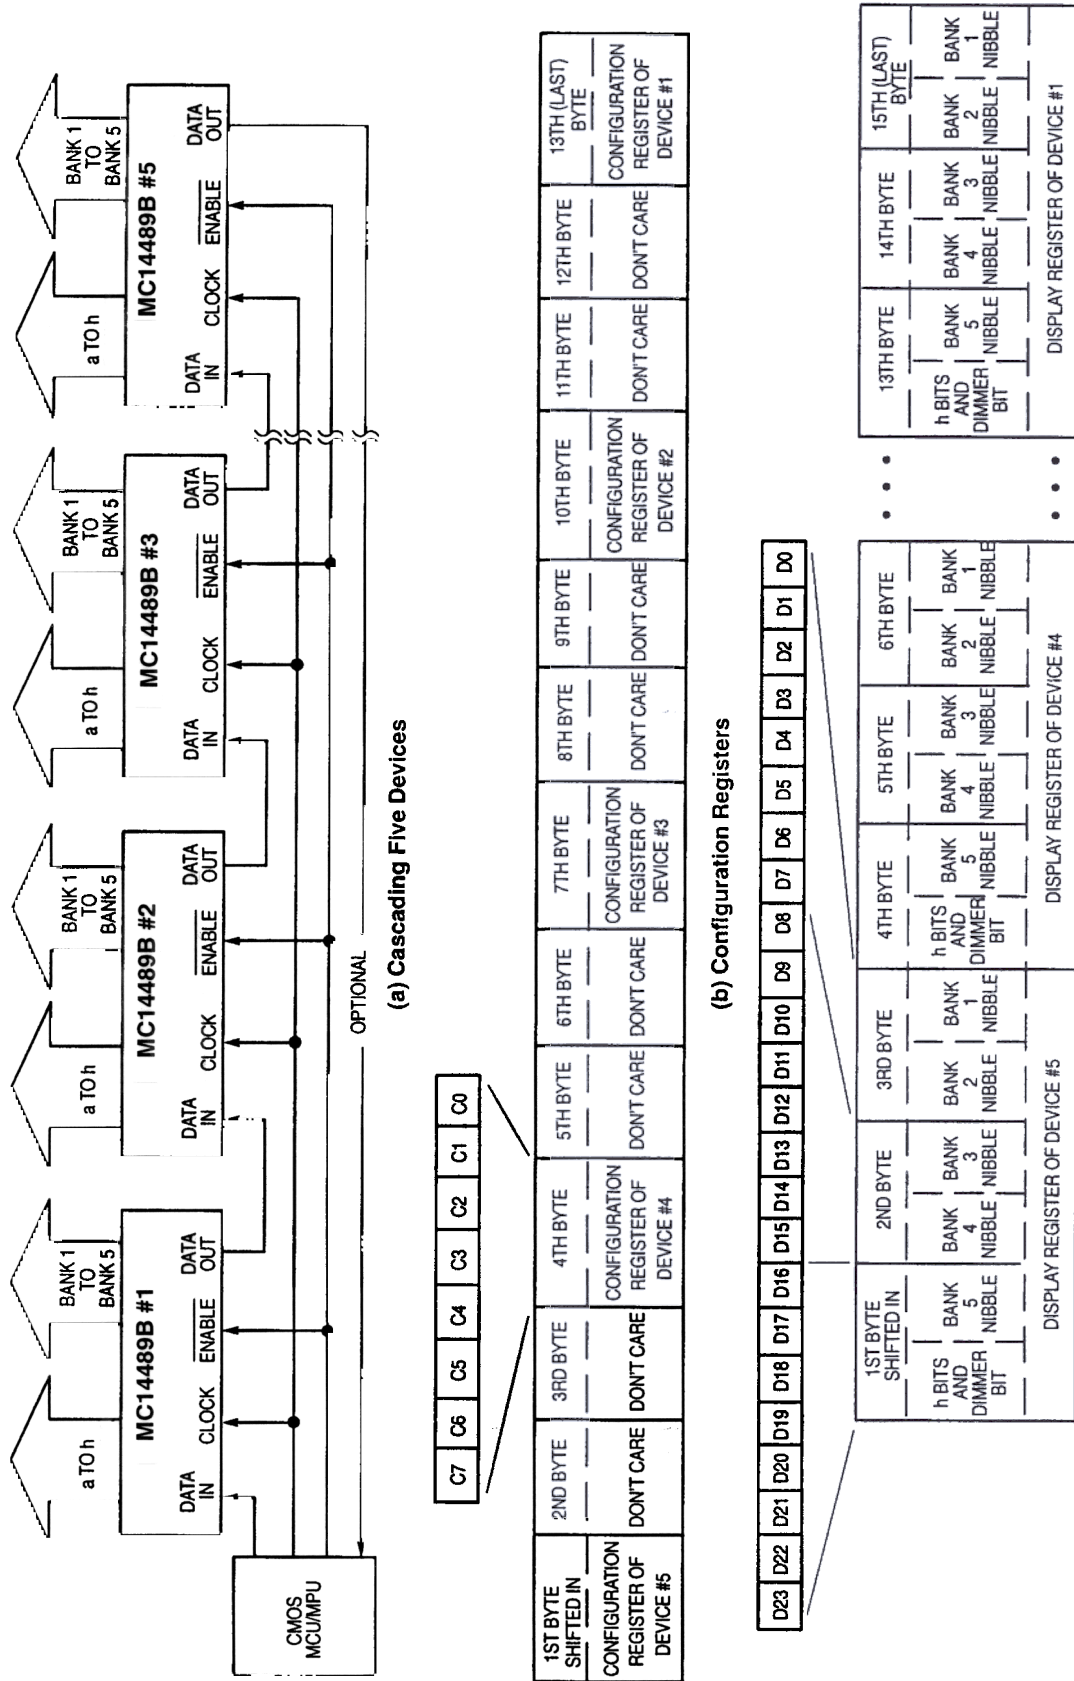 CMOS
MCU/MPU
a TO h
BANK 1
TO
BANK 5
MC14489B #1
DATA
IN
CLOCK
ENABLE
DATA
OUT
a TO h
BANK 1
TO
BANK 5
MC14489B #2
DATA
IN
CLOCK
ENABLE
DATA
OUT
a TO h
BANK 1
TO
BANK 5
MC14489B #3
DATA
IN
CLOCK
ENABLE
DATA
OUT
a TO h
BANK 1
TO
BANK 5
MC14489B #5
DATA
IN
CLOCK
ENABLE
DATA
OUT
OPTIONAL
(a) Cascading Five Devices
C7 C6 C5 C4 C3 C2 C1 C0
1ST BYTE
SHIFTED IN
CONFIGURATION
REGISTER OF
DEVICE #5
2ND BYTE
DON'T CARE
3RD BYTE
DON'T CARE
4TH BYTE
CONFIGURATION
REGISTER OF
DEVICE #4
5TH BYTE
DON'T CARE
6TH BYTE
DON'T CARE
7TH BYTE
CONFIGURATION
REGISTER OF
DEVICE #3
8TH BYTE
DON'T CARE
9TH BYTE
DON'T CARE
10TH BYTE
CONFIGURATION
REGISTER OF
DEVICE #2
11TH BYTE
DON'T CARE
12TH BYTE
DON'T CARE
13TH (LAST)
BYTE
CONFIGURATION
REGISTER OF
DEVICE #1
(b) Configuration Registers
D23 D22 D21 D20 D19 D18 D17 D16 D15 D14 D13 D12 D11 D10 D9 D8 D7 D6 D5 D4 D3 D2 D1 D0
1ST BYTE
SHIFTED IN
h BITS
AND
DIMMER
BIT
BANK
5
NIBBLE
2ND BYTE
BANK
4
NIBBLE
BANK
3
NIBBLE
3RD BYTE
BANK
2
NIBBLE
BANK
1
NIBBLE
DISPLAY REGISTER OF DEVICE #5
4TH BYTE
h BITS
AND
DIMMER
BIT
BANK
5
NIBBLE
5TH BYTE
BANK
4
NIBBLE
BANK
3
NIBBLE
6TH BYTE
BANK
2
NIBBLE
BANK
1
NIBBLE
DISPLAY REGISTER OF DEVICE #4
• • •
• • •
13TH BYTE
h BITS
AND
DIMMER
BIT
BANK
5
NIBBLE
14TH BYTE
BANK
4
NIBBLE
BANK
3
NIBBLE
15TH (LAST)
BYTE
BANK
2
NIBBLE
BANK
1
NIBBLE
DISPLAY REGISTER OF DEVICE #1